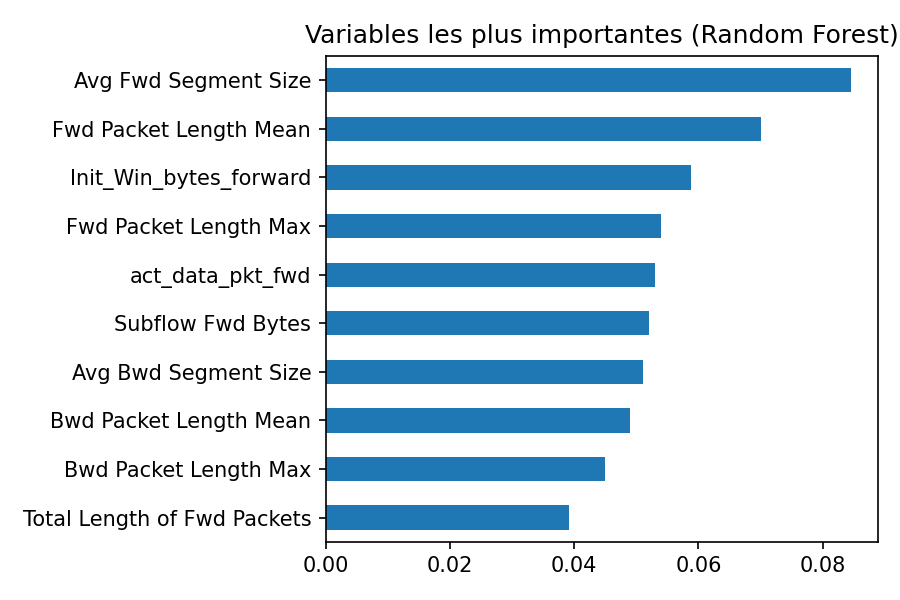 Variables les plus importantes (Random Forest)
Avg Fwd Segment Size
Fwd Packet Length Mean
Init_Win_bytes_forward
Fwd Packet Length Max
act_data_pkt_fwd
Subflow Fwd Bytes
Avg Bwd Segment Size
Bwd Packet Length Mean
Bwd Packet Length Max
Total Length of Fwd Packets
0.00 0.02 0.04 0.06 0.08